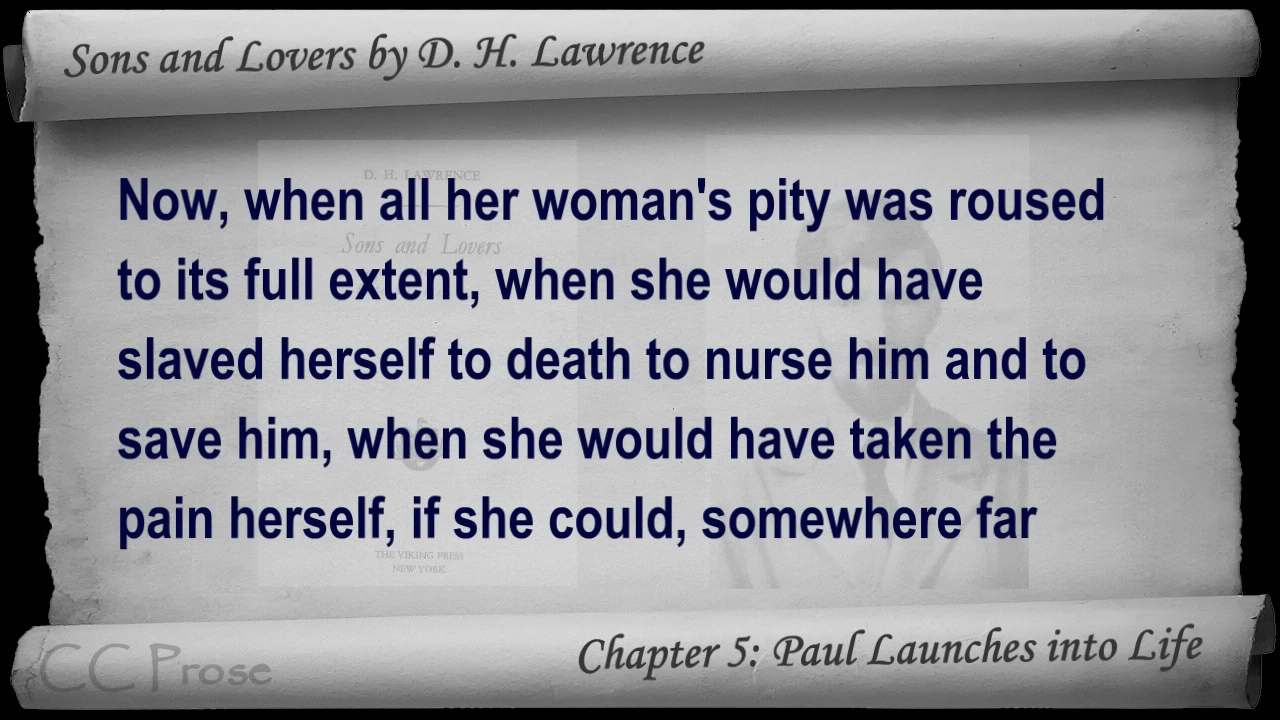 Sons and Lovers by D. H. Lawrence
D. H. LAWRENCE
Sons and Lovers
Now, when all her woman's pity was roused
to its full extent, when she would have
slaved herself to death to nurse him and to
save him, when she would have taken the
pain herself, if she could, somewhere far
THE VIKING PRESS
NEW YORK
Chapter 5: Paul Launches into Life
CC Prose